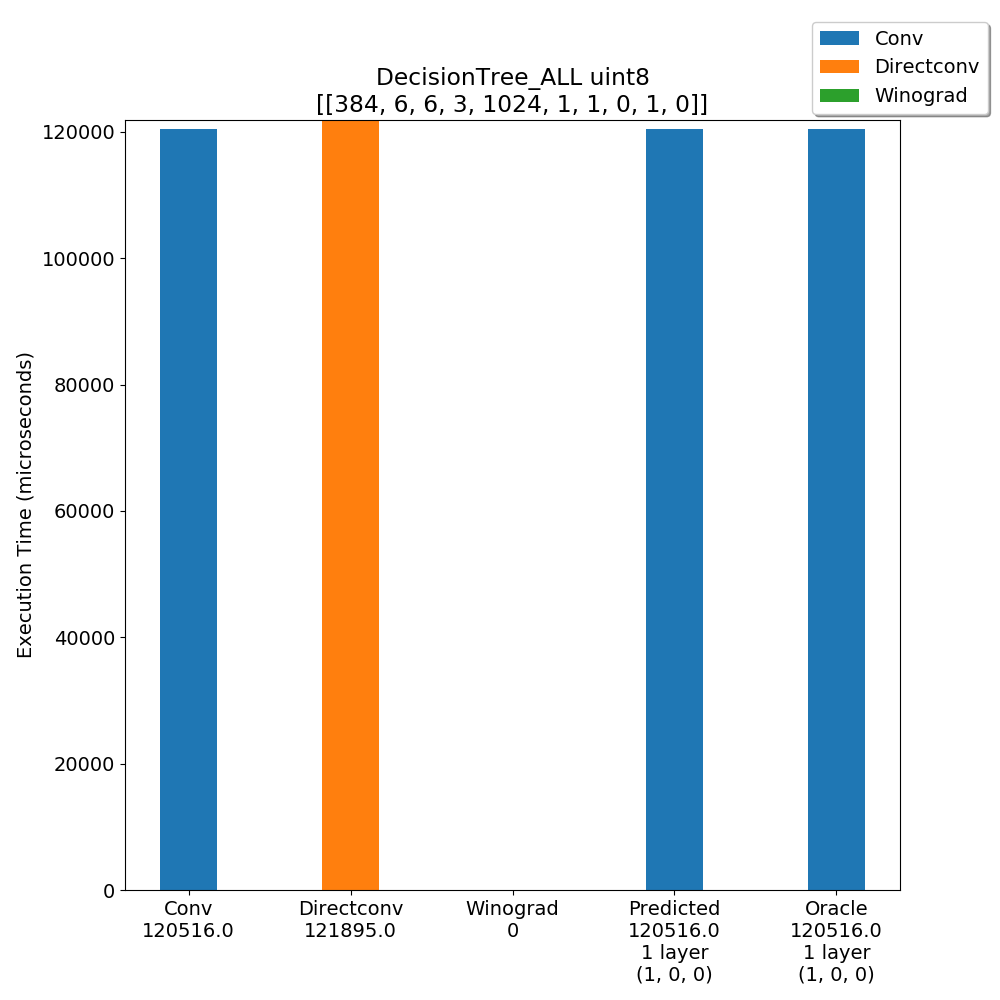 Conv
Directconv
Winograd
DecisionTree_ALL uint8
[[384, 6, 6, 3, 1024, 1, 1, 0, 1, 0]]
Execution Time (microseconds)
120000
100000
80000
60000
40000
20000
0
Conv
120516.0
Directconv
121895.0
Winograd
0
Predicted
120516.0
1 layer
(1, 0, 0)
Oracle
120516.0
1 layer
(1, 0, 0)